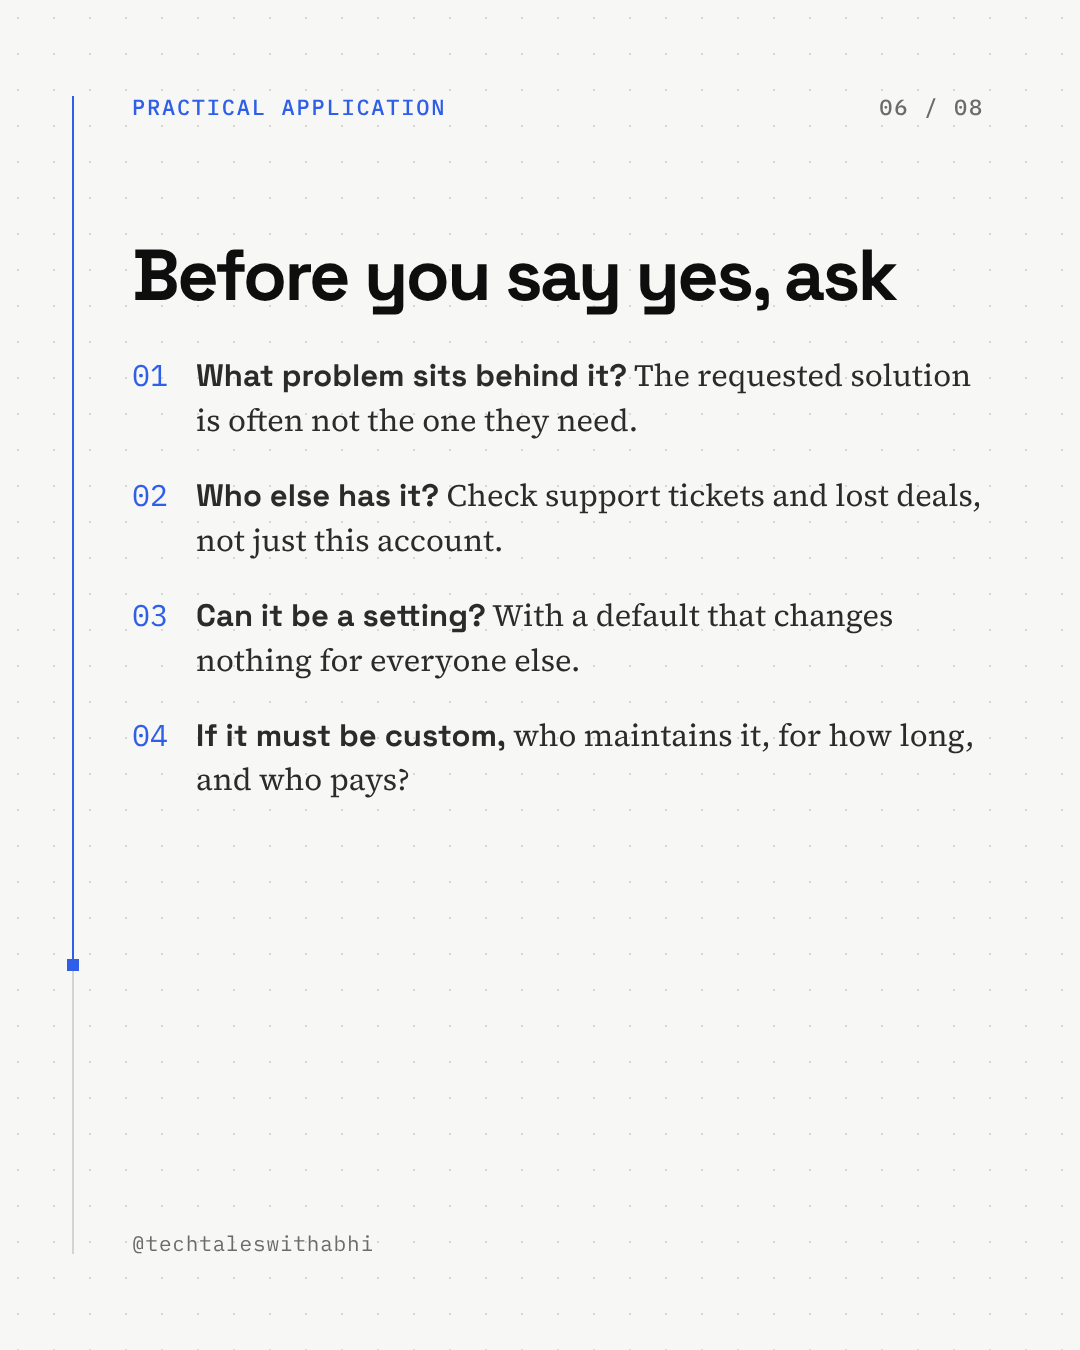 PRACTICAL APPLICATION
06 / 08
Before you say yes, ask
01 What problem sits behind it? The requested solution
is often not the one they need.
02 Who else has it? Check support tickets and lost deals,
not just this account.
03 Can it be a setting? With a default that changes
nothing for everyone else.
04 If it must be custom, who maintains it, for how long,
and who pays?
@techtaleswithabhi